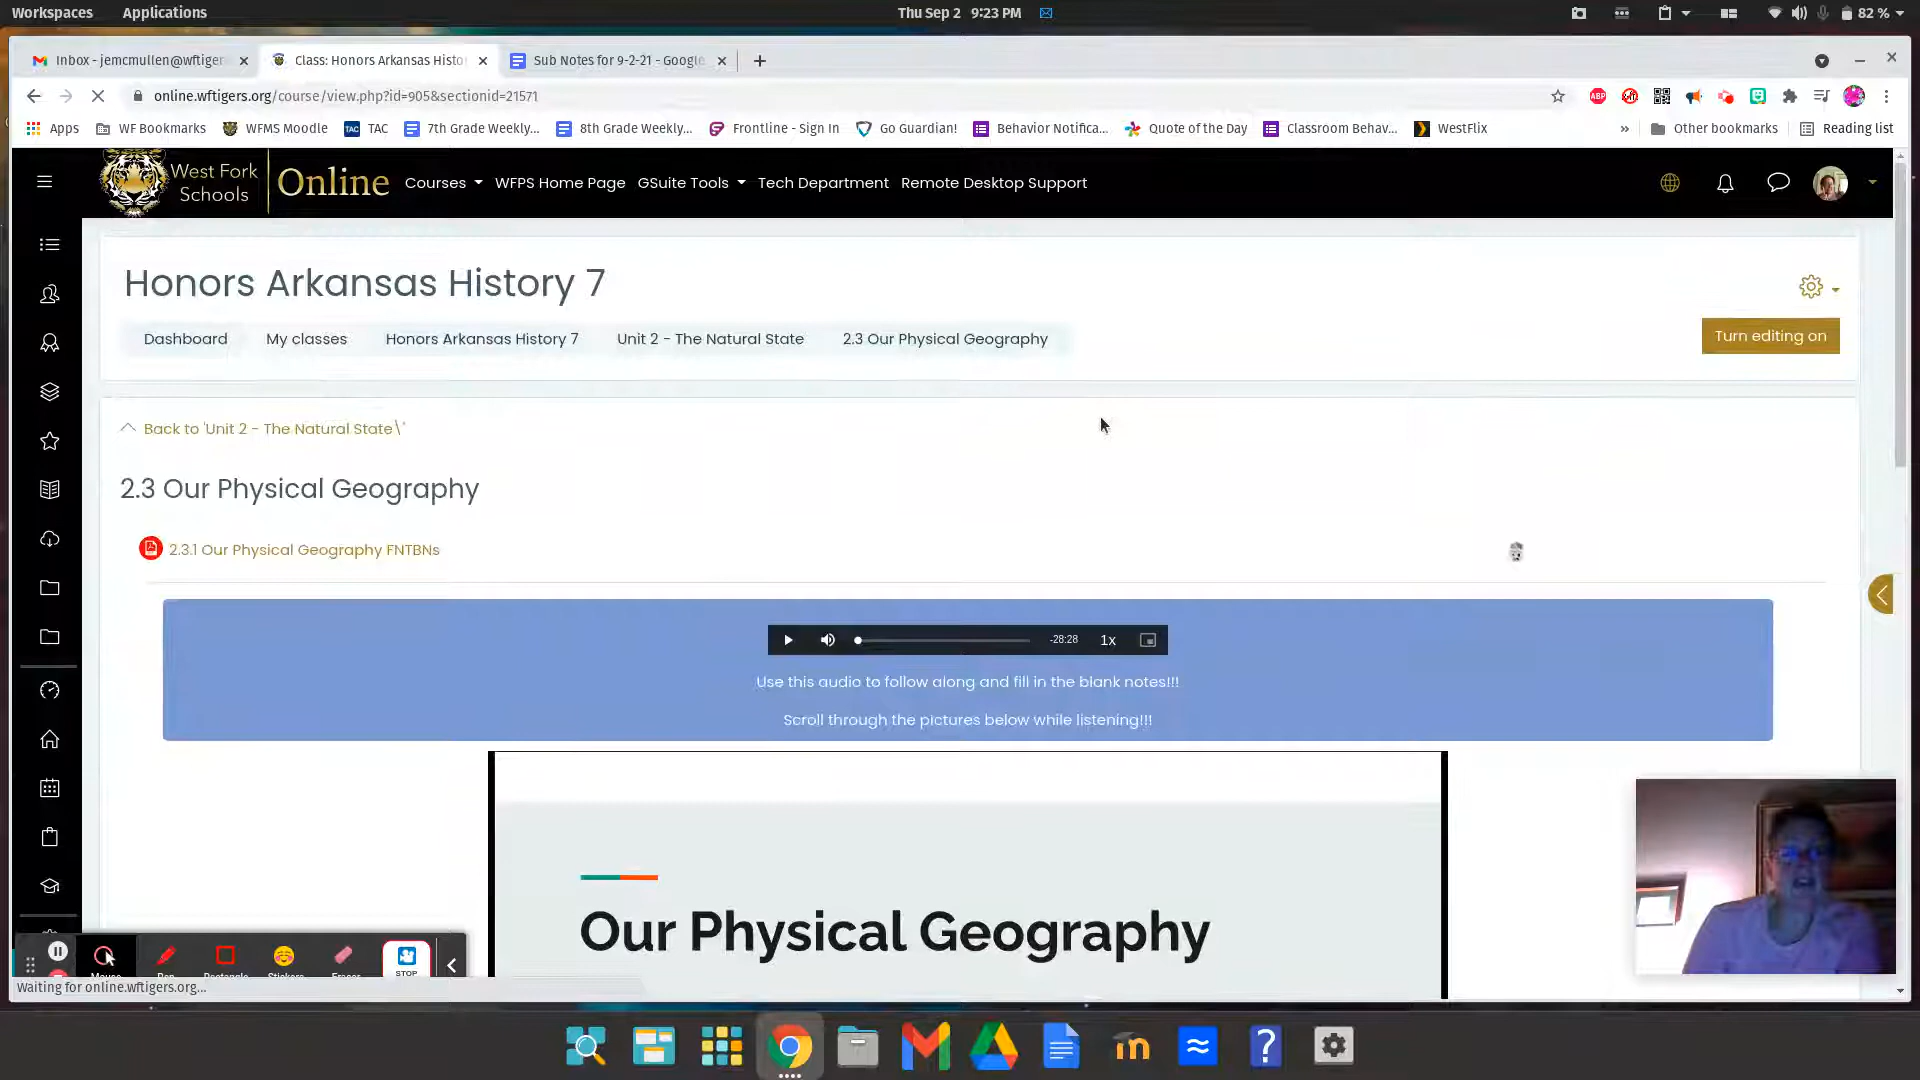 Workspaces Applications Thu Sep 2 9:23 PM 82 %
Inbox - jemcmullen@wftiger Class: Honors Arkansas Histo Sub Notes for 9-2-21 - Google
online.wftigers.org/course/view.php?id=905&sectionid=21571 ABP
Apps WF Bookmarks WFMS Moodle TAC TAC 7th Grade Weekly... 8th Grade Weekly... Frontline - Sign In Go Guardian! Behavior Notifica... Quote of the Day Classroom Behav... WestFlix » Other bookmarks Reading list
West Fork
Schools
Online Courses WFPS Home Page GSuite Tools Tech Department Remote Desktop Support
Honors Arkansas History 7
Dashboard My classes Honors Arkansas History 7 Unit 2 - The Natural State 2.3 Our Physical Geography
Turn editing on
Back to 'Unit 2 - The Natural State\'
2.3 Our Physical Geography
2.3.1 Our Physical Geography FNTBNs
-28:28 1x
Use this audio to follow along and fill in the blank notes!!!
Scroll through the pictures below while listening!!!
Our Physical Geography
Mouse Pen Rectangle Stickers Eraser STOP
Waiting for online.wftigers.org...